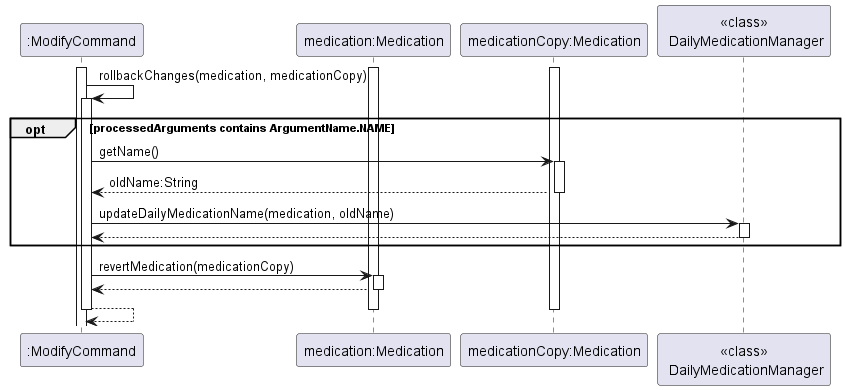 «class»
:ModifyCommand
medication:Medication
medicationCopy:Medication
DailyMedicationManager
rollbackChanges(medication, medicationCopy)
opt
[processedArguments contains ArgumentName.NAME]
getName()
oldName:String
updateDailyMedicationName(medication, oldName)
revertMedication(medicationCopy)
:ModifyCommand
medication:Medication
medicationCopy:Medication
«class»
DailyMedicationManager